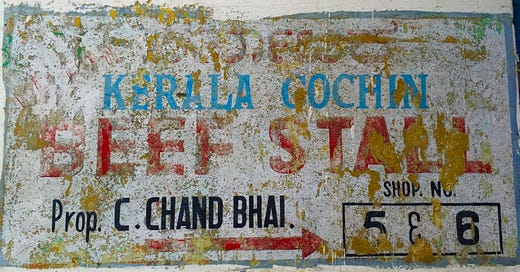 KERALA COCHIN
BEEF STALL
SHOP. NO.
Prop. C. CHAND BHAI.
5 & 6